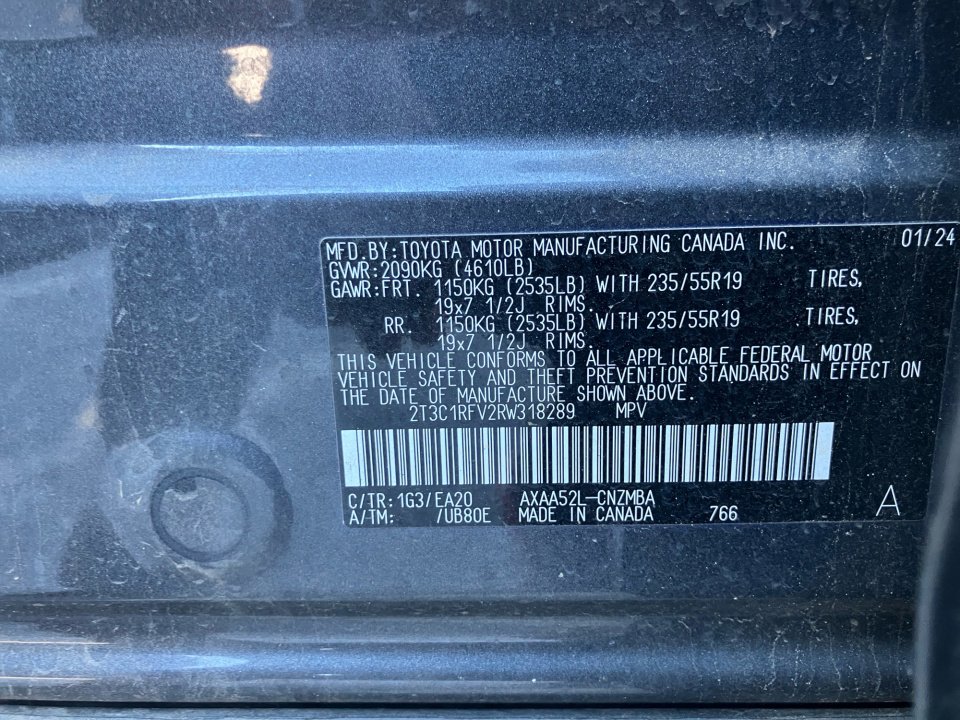 MFD.BY:TOYOTA MOTOR MANUFACTURING CANADA INC. 01/24
GVWR:2090KG (4610LB)
GAWR:FRT. 1150KG (2535LB) WITH 235/55R19 TIRES,
19x7 1/2J RIMS.
RR. 1150KG (2535LB) WITH 235/55R19 TIRES,
19x7 1/2J RIMS.
THIS VEHICLE CONFORMS TO ALL APPLICABLE FEDERAL MOTOR
VEHICLE SAFETY AND THEFT PREVENTION STANDARDS IN EFFECT ON
THE DATE OF MANUFACTURE SHOWN ABOVE.
2T3C1RFV2RW318289 MPV
C/TR:1G3/EA20 AXAA52L-CNZMBA
A/TM: /UB80E MADE IN CANADA 766 A